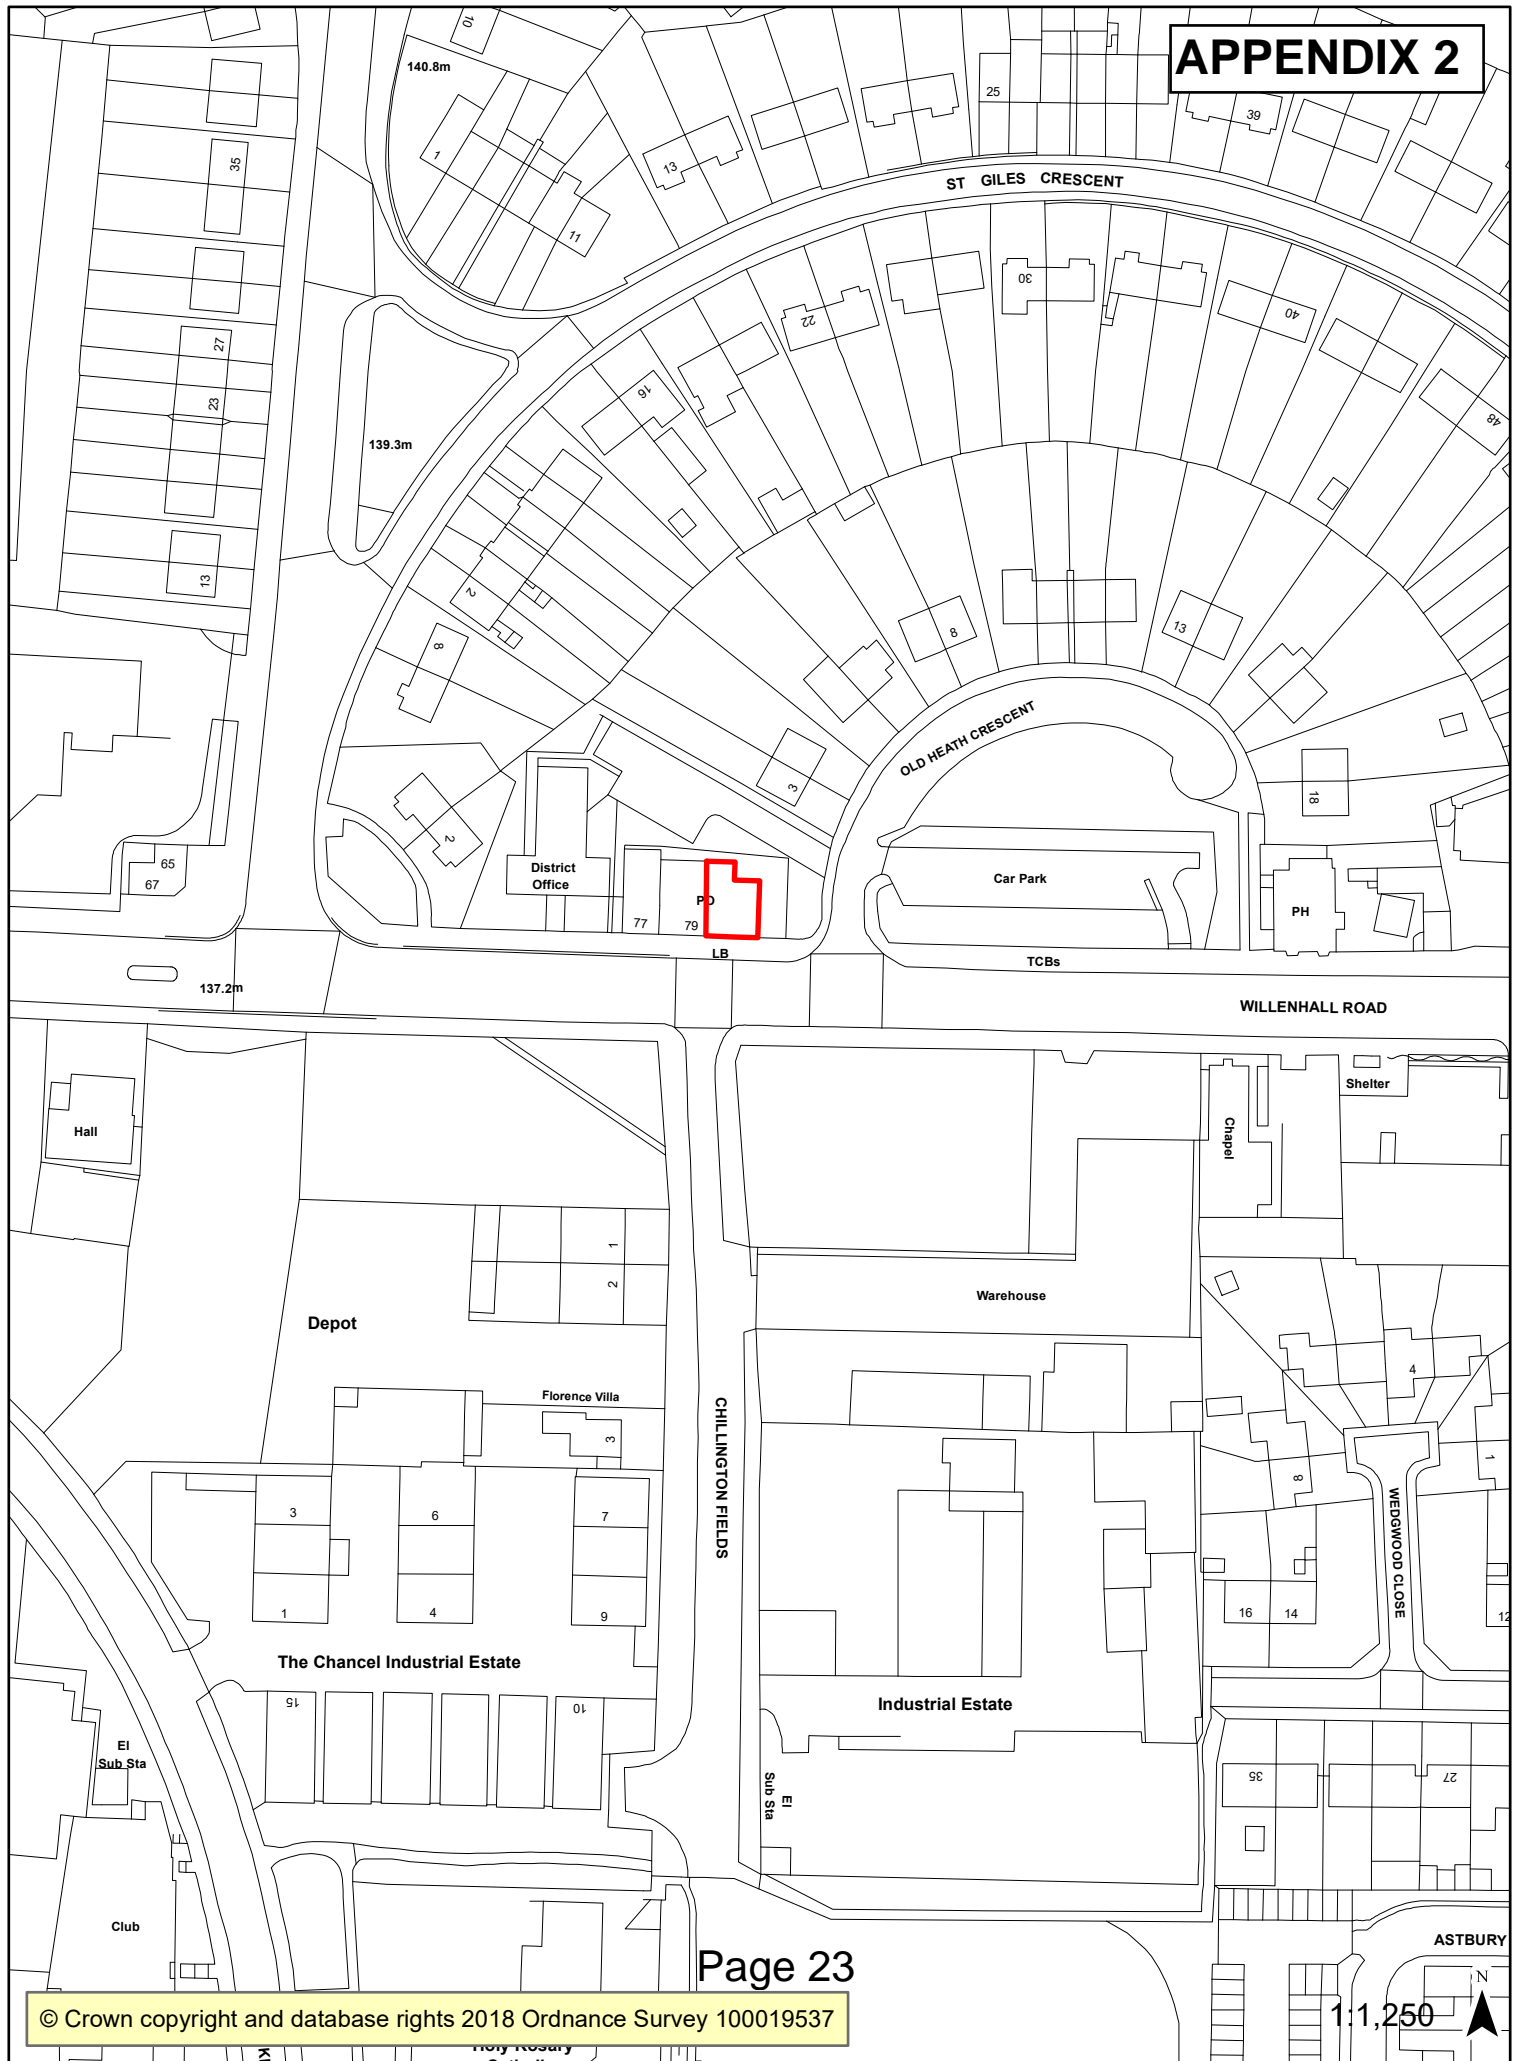 APPENDIX 2
10
140.8m
25
39
35
1
13
11
ST GILES CRESCENT
30
22
40
27
23
16
48
139.3m
13
2
8
8
13
OLD HEATH CRESCENT
3
18
2
65
67
District
Office
PO
77
79
Car Park
PH
LB
TCBs
137.2m
WILLENHALL ROAD
Shelter
Hall
Chapel
1
2
Warehouse
Depot
4
Florence Villa
3
CHILLINGTON FIELDS
1
8
WEDGWOOD CLOSE
3
6
7
1
4
9
16
14
12
The Chancel Industrial Estate
15
10
Industrial Estate
El
Sub Sta
El
Sub Sta
35
27
Club
ASTBURY
Page 23
N
© Crown copyright and database rights 2018 Ordnance Survey 100019537
1:1,250
Holy Rosary